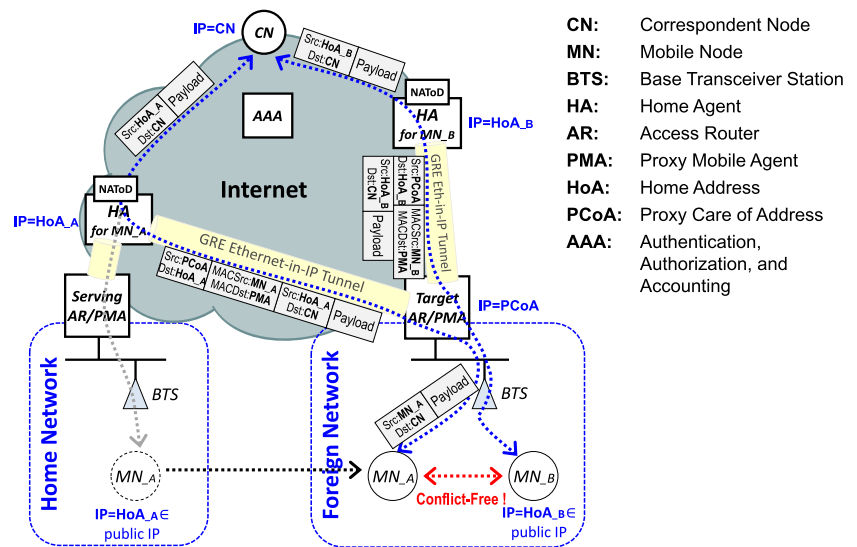 IP=CN
CN
Src:HoA_B
Dst:CN
Payload
Src:HoA_A
Dst:CN
Payload
AAA
NAToD
HA
for MN_B
IP=HoA_B
Internet
NAToD
HA
for MN_A
IP=HoA_A
GRE Eth-in-IP Tunnel
Src:PCoA
Dst:HoA_B
MACSrc:MN_B
MACDst:PMA
Src:HoA_B
Dst:CN
Payload
GRE Ethernet-in-IP Tunnel
Src:PCoA
Dst:HoA_A
MACSrc:MN_A
MACDst:PMA
Src:HoA_A
Dst:CN
Payload
Serving
AR/PMA
Target
AR/PMA
IP=PCoA
Home Network
BTS
MN_A
IP=HoA_A∈
public IP
Foreign Network
Src:MN_A
Dst:CN
Payload
BTS
MN_A
MN_B
Conflict-Free !
IP=HoA_B∈
public IP
CN: Correspondent Node
MN: Mobile Node
BTS: Base Transceiver Station
HA: Home Agent
AR: Access Router
PMA: Proxy Mobile Agent
HoA: Home Address
PCoA: Proxy Care of Address
AAA: Authentication,
Authorization, and
Accounting